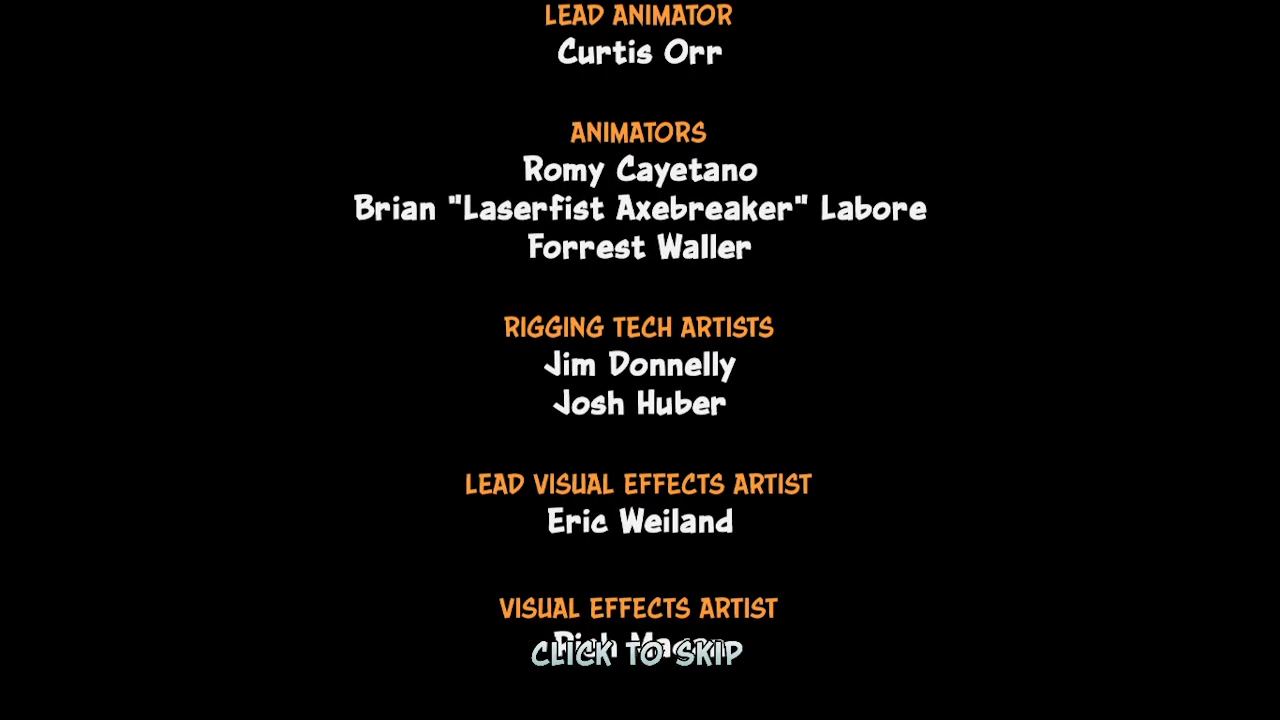 LEAD ANIMATOR
Curtis Orr
ANIMATORS
Romy Cayetano
Brian "Laserfist Axebreaker" Labore
Forrest Waller
RIGGING TECH ARTISTS
Jim Donnelly
Josh Huber
LEAD VISUAL EFFECTS ARTIST
Eric Weiland
VISUAL EFFECTS ARTIST
CLICK TO SKIP